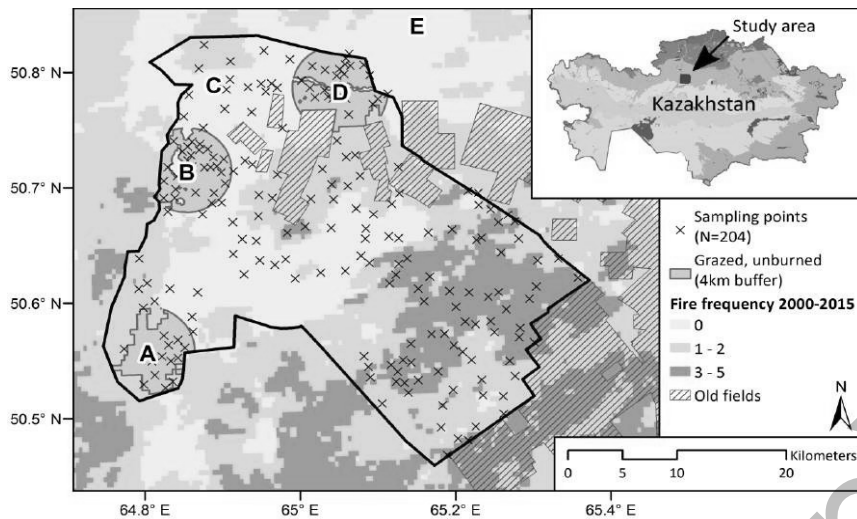 E
Study area
50.8° N
C
D
Kazakhstan
B
50.7° N
× Sampling points
(N=204)
Grazed, unburned
(4km buffer)
50.6° N
Fire frequency 2000-2015
0
A
1 - 2
3 - 5
Old fields
50.5° N
N
Kilometers
0 5 10 20
64.8° E 65° E 65.2° E 65.4° E